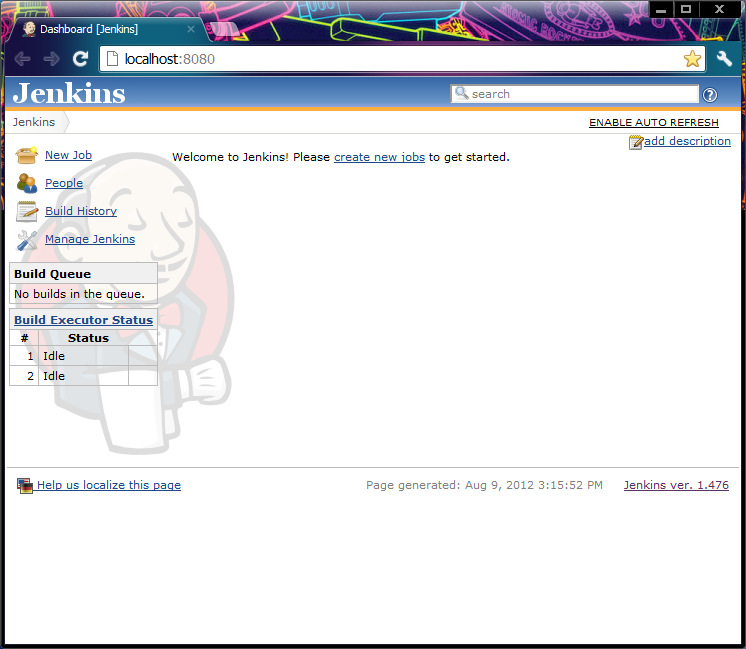 Dashboard [Jenkins]
localhost:8080
Jenkins
search
Jenkins
ENABLE AUTO REFRESH
add description
New Job
Welcome to Jenkins! Please create new jobs to get started.
People
Build History
Manage Jenkins
Build Queue
No builds in the queue.
Build Executor Status
# Status
1 Idle
2 Idle
Help us localize this page
Page generated: Aug 9, 2012 3:15:52 PM
Jenkins ver. 1.476